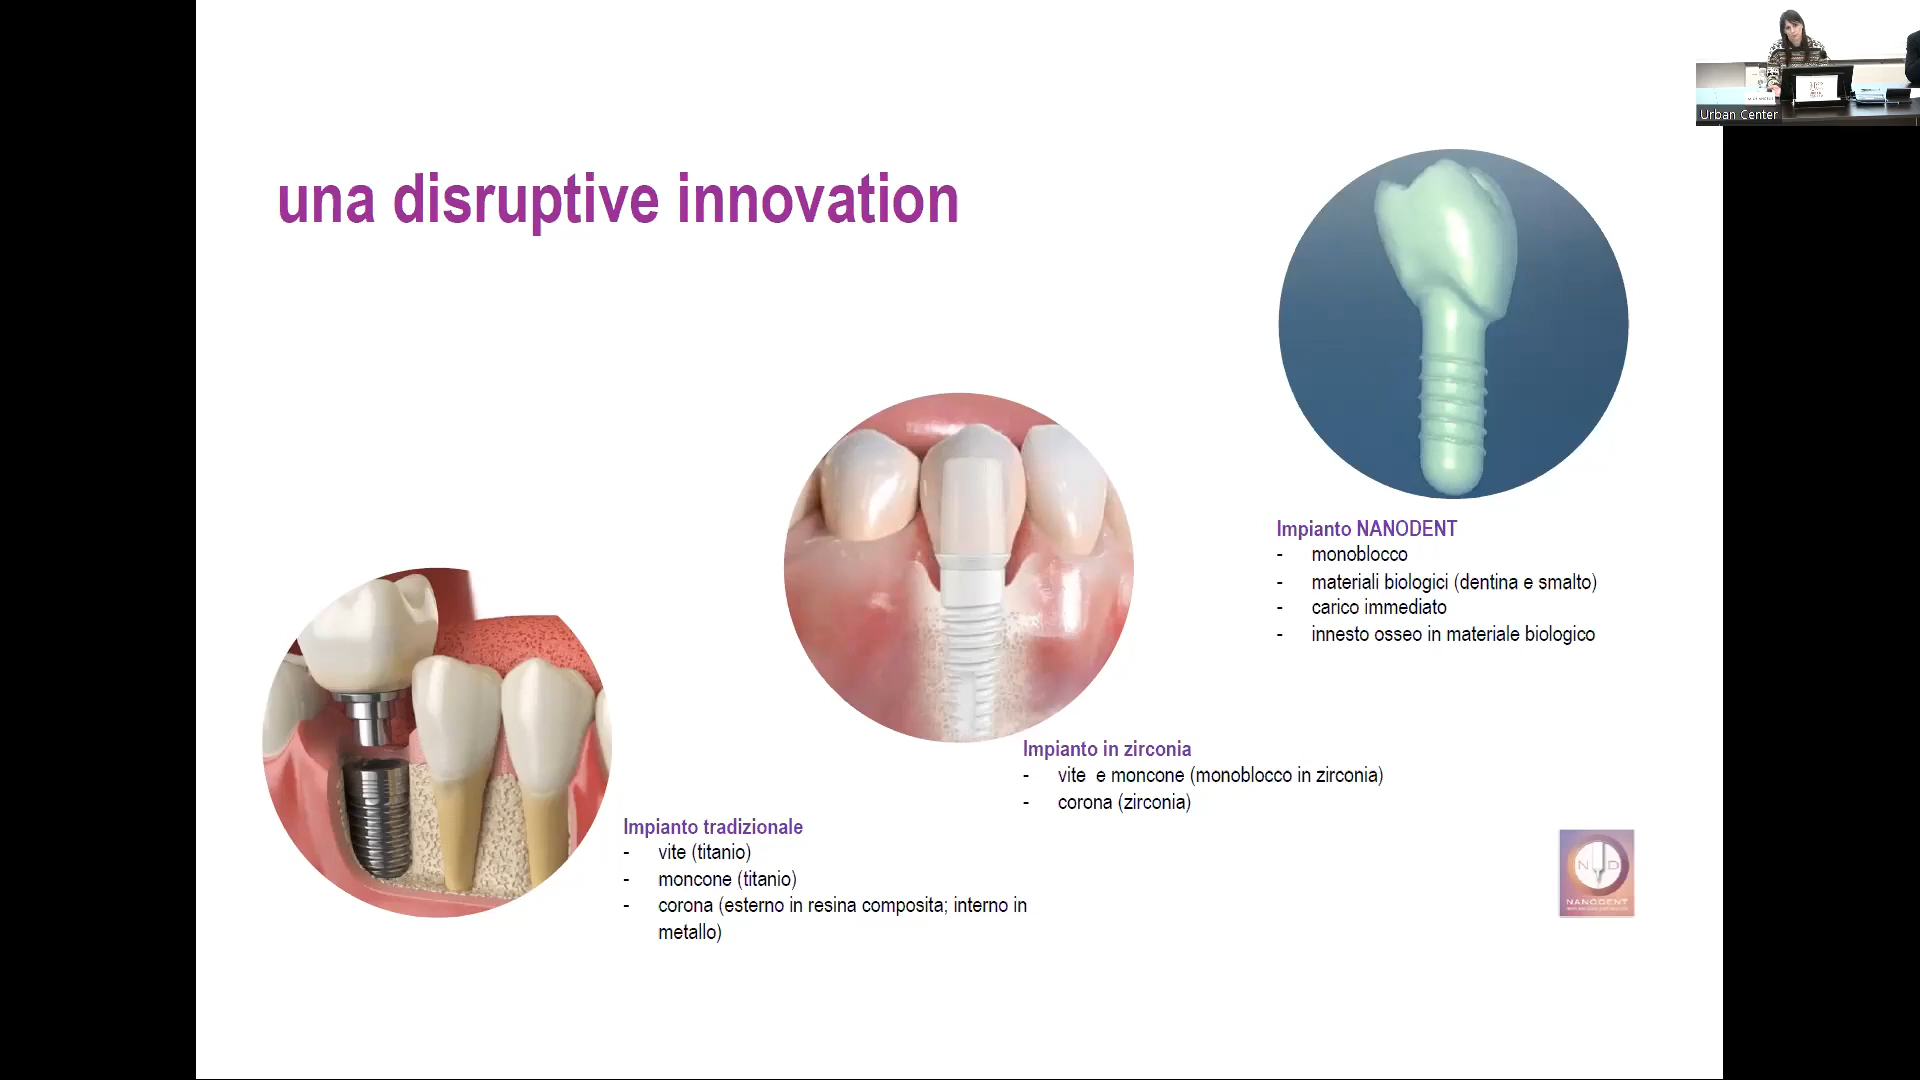 una disruptive innovation
Urban Center
Impianto NANODENT
- monoblocco
- materiali biologici (dentina e smalto)
- carico immediato
- innesto osseo in materiale biologico
Impianto in zirconia
- vite e moncone (monoblocco in zirconia)
- corona (zirconia)
Impianto tradizionale
- vite (titanio)
- moncone (titanio)
- corona (esterno in resina composita; interno in
metallo)
N D
NANODENT